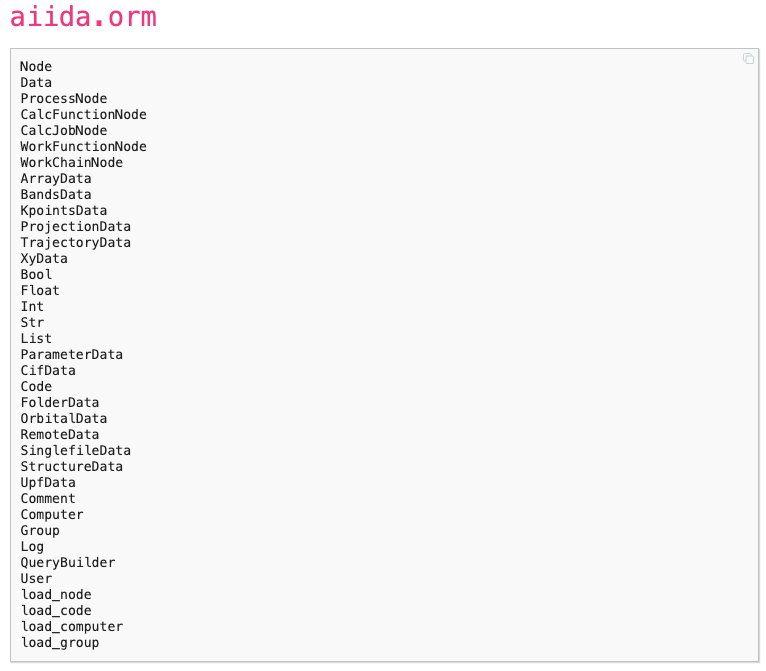 aiida.orm
Node
Data
ProcessNode
CalcFunctionNode
CalcJobNode
WorkFunctionNode
WorkChainNode
ArrayData
BandsData
KpointsData
ProjectionData
TrajectoryData
XyData
Bool
Float
Int
Str
List
ParameterData
CifData
Code
FolderData
OrbitalData
RemoteData
SinglefileData
StructureData
UpfData
Comment
Computer
Group
Log
QueryBuilder
User
load_node
load_code
load_computer
load_group